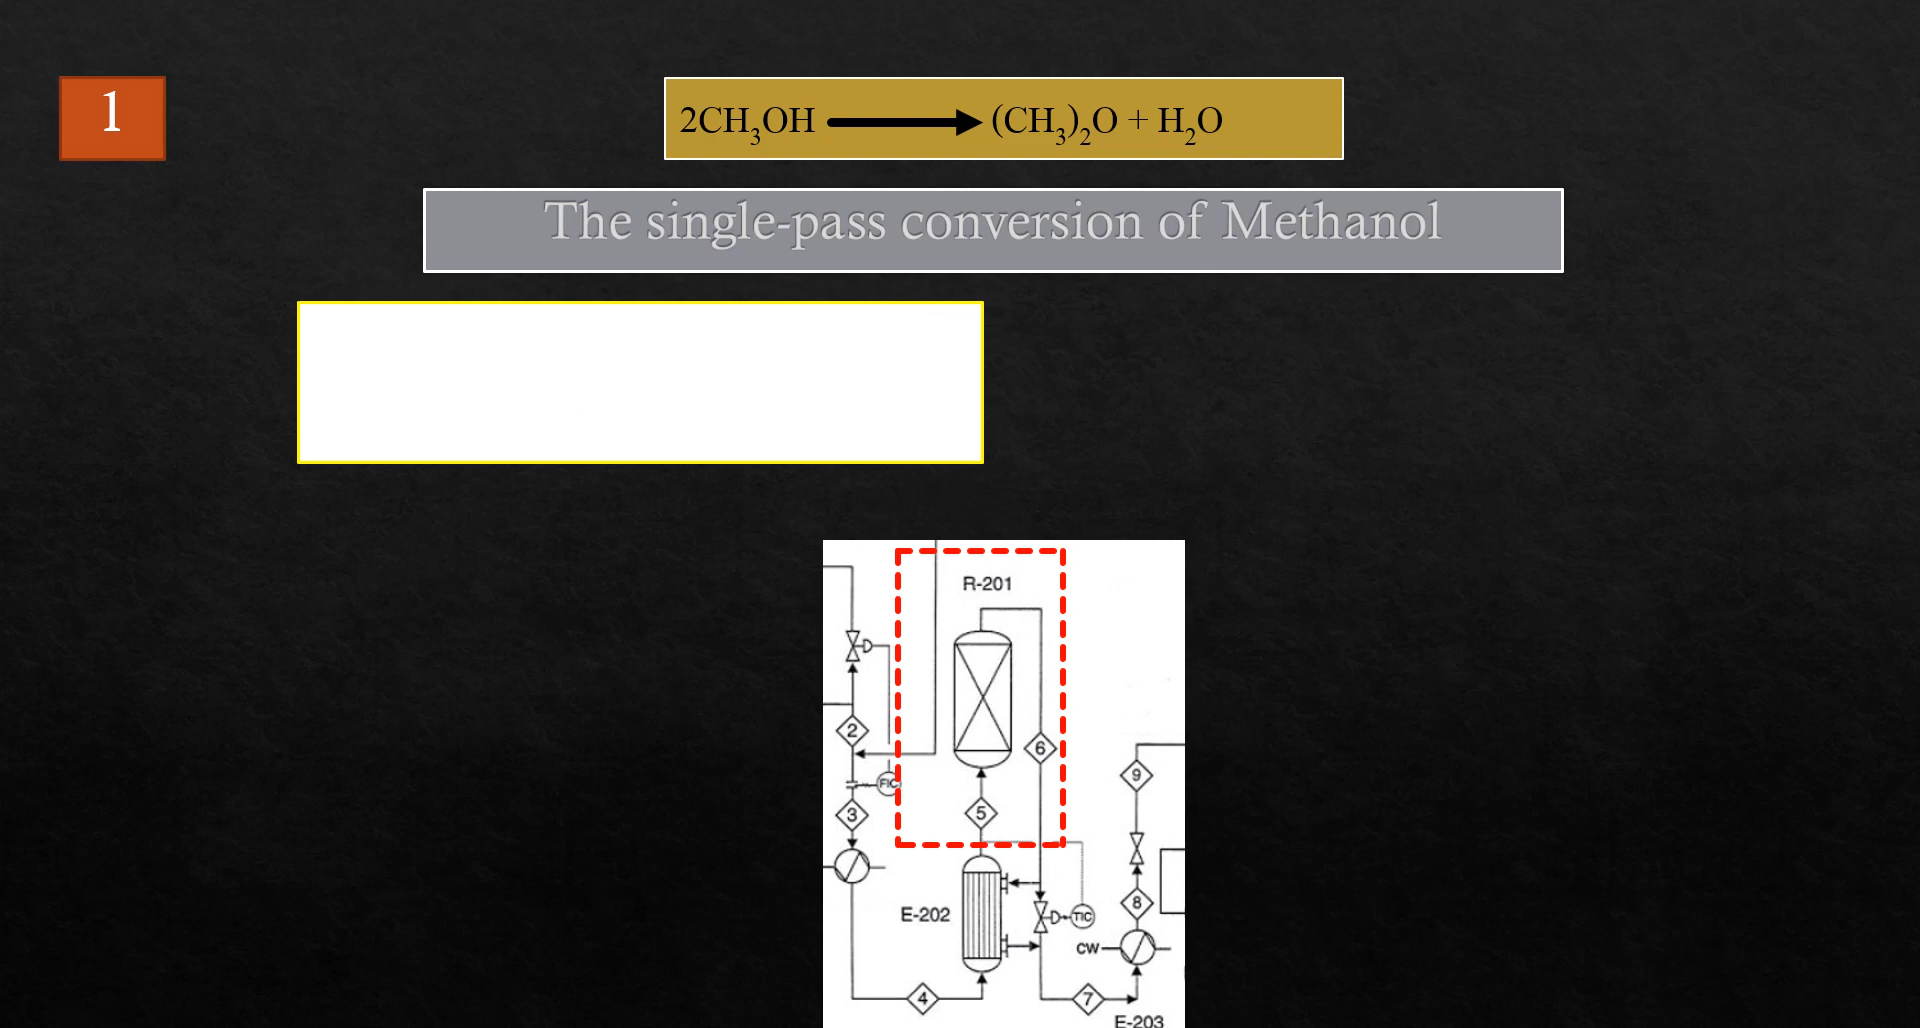 1
2CH₃OH (CH₃)₂O + H₂O
The single-pass conversion of Methanol
R-201
2
6
9
FIC
3
5
8
E-202
TIC
CW
4
7
E-203